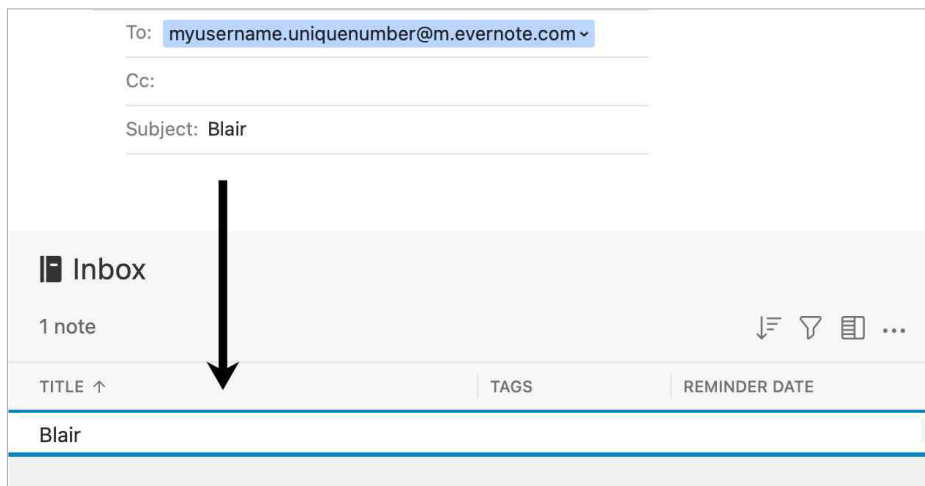 To: myusername.uniquenumber@m.evernote.com
Cc:
Subject: Blair
Inbox
1 note
TITLE ↑ TAGS REMINDER DATE
Blair